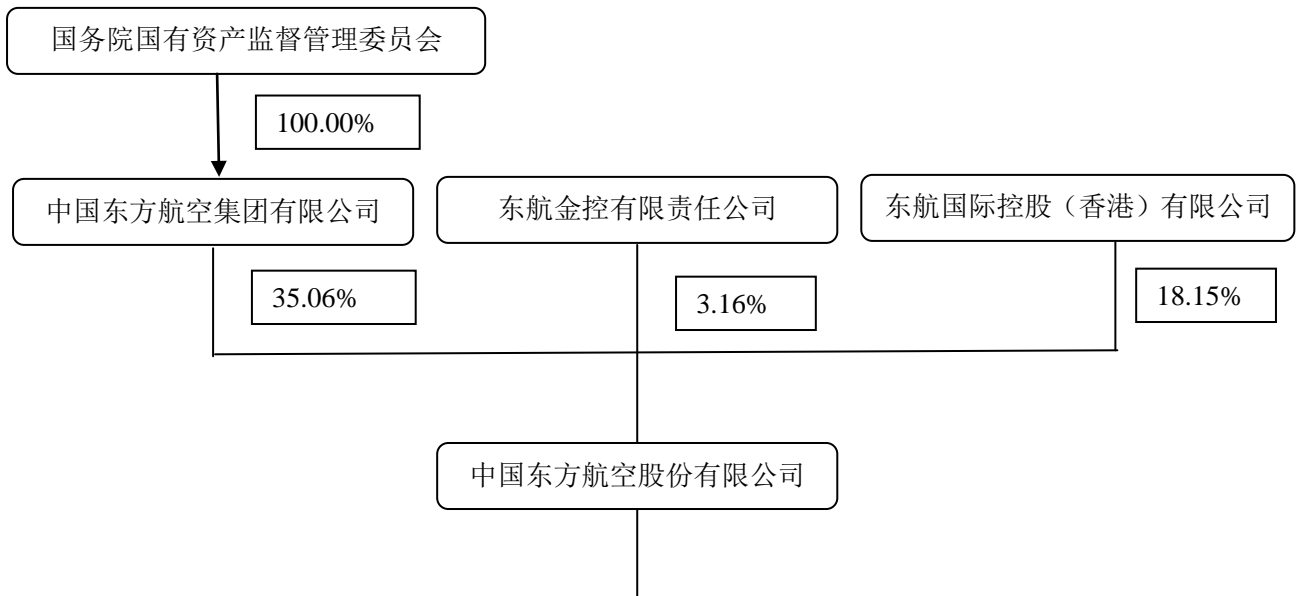 国务院国有资产监督管理委员会
100.00%
中国东方航空集团有限公司
东航金控有限责任公司
东航国际控股（香港）有限公司
35.06%
3.16%
18.15%
中国东方航空股份有限公司